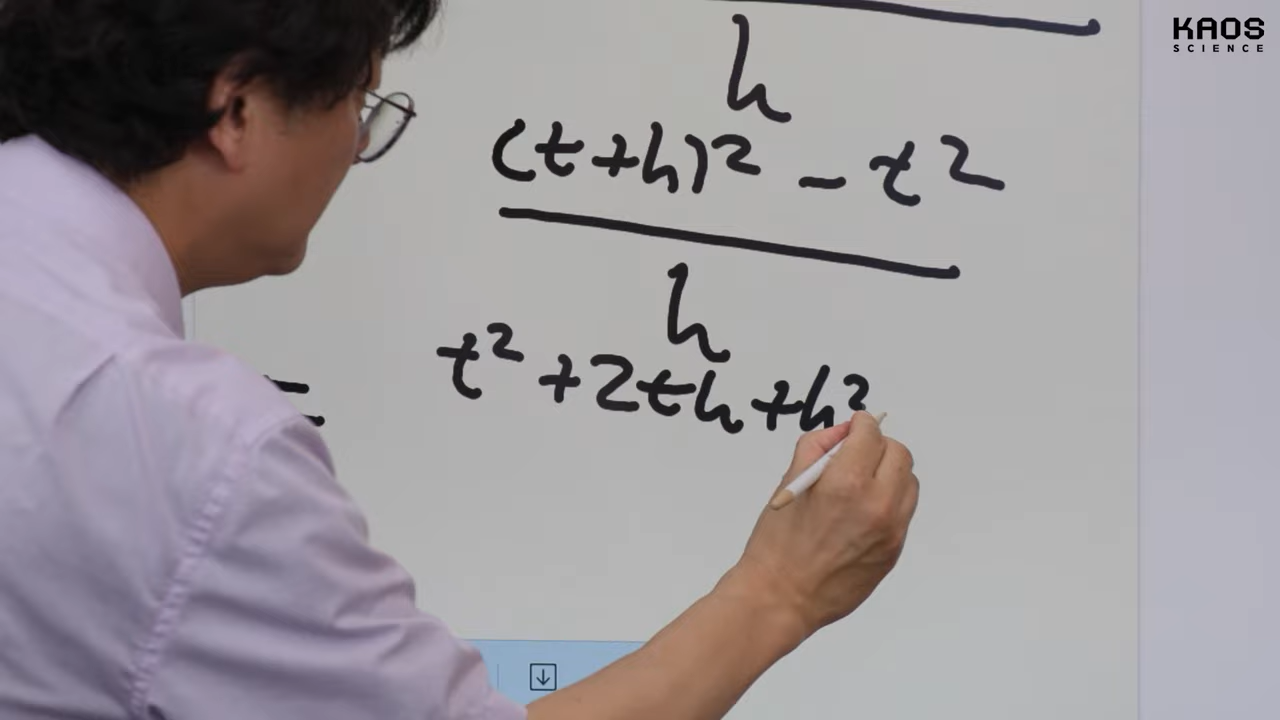 KAOS
SCIENCE
h
(t+h)² - t²
h
= t² + 2th + h²